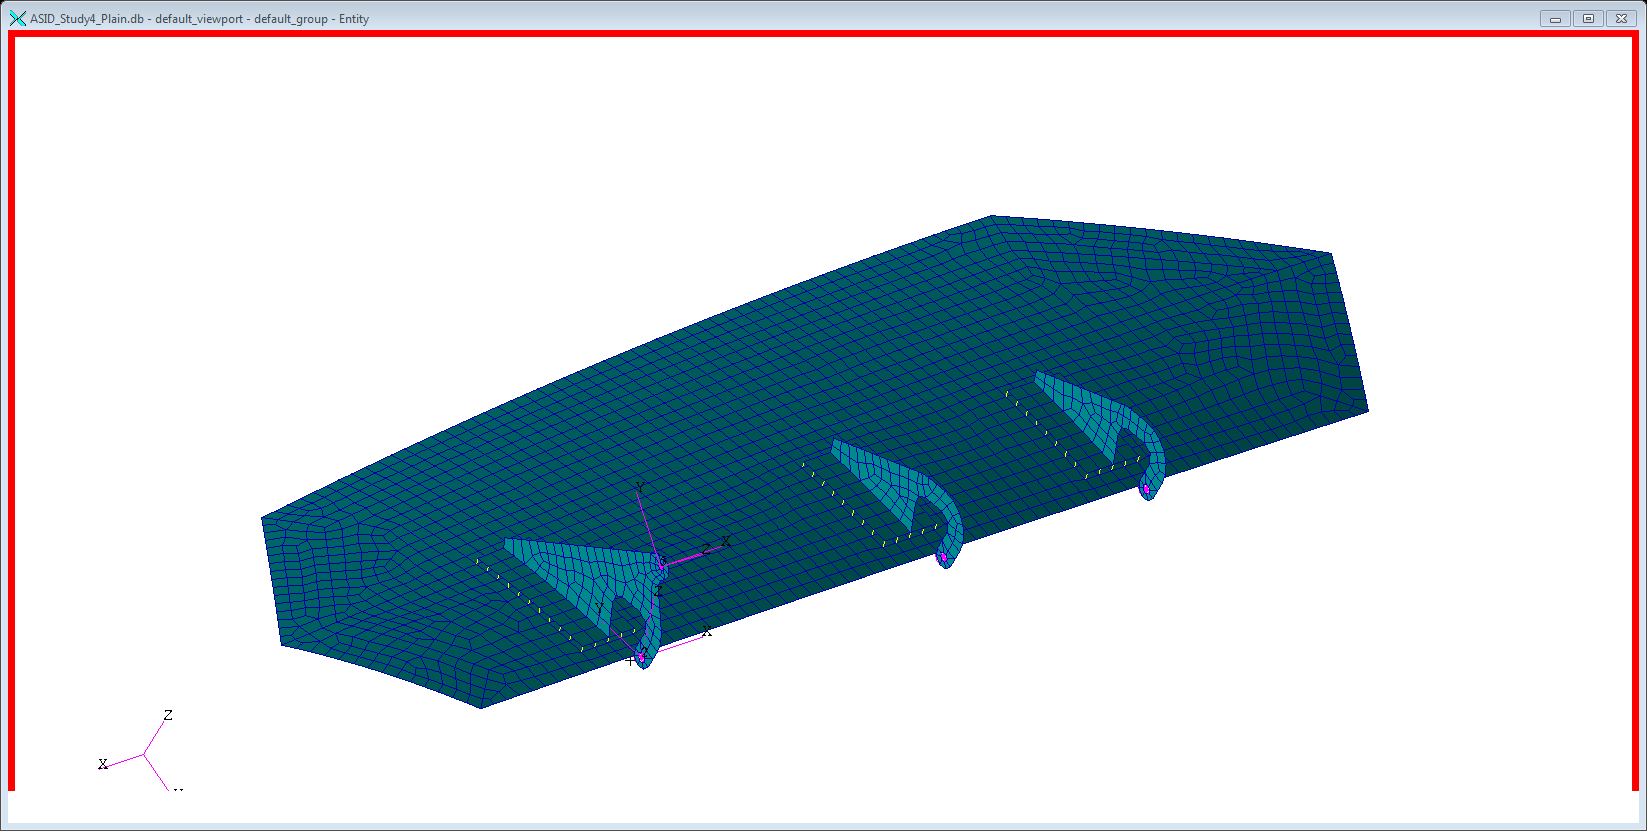 ASID_Study4_Plain.db - default_viewport - default_group - Entity
Y
X
Z
Z
Y
X
Z
Z
X